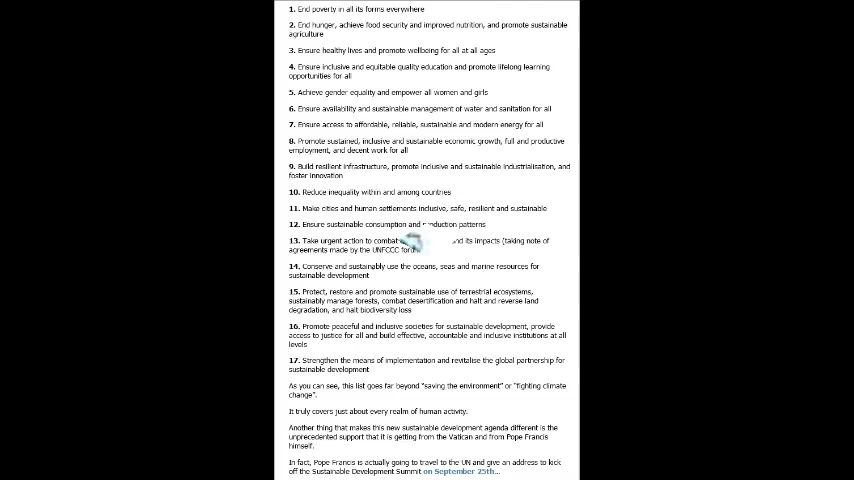 1. End poverty in all its forms everywhere
2. End hunger, achieve food security and improved nutrition, and promote sustainable
agriculture
3. Ensure healthy lives and promote wellbeing for all at all ages
4. Ensure inclusive and equitable quality education and promote lifelong learning
opportunities for all
5. Achieve gender equality and empower all women and girls
6. Ensure availability and sustainable management of water and sanitation for all
7. Ensure access to affordable, reliable, sustainable and modern energy for all
8. Promote sustained, inclusive and sustainable economic growth, full and productive
employment, and decent work for all
9. Build resilient infrastructure, promote inclusive and sustainable industrialisation, and
foster innovation
10. Reduce inequality within and among countries
11. Make cities and human settlements inclusive, safe, resilient and sustainable
12. Ensure sustainable consumption and production patterns
13. Take urgent action to combat and its impacts (taking note of
agreements made by the UNFCCC
14. Conserve and sustainably use the oceans, seas and marine resources for
sustainable development
15. Protect, restore and promote sustainable use of terrestrial ecosystems,
sustainably manage forests, combat desertification and halt and reverse land
degradation, and halt biodiversity loss
16. Promote peaceful and inclusive societies for sustainable development, provide
access to justice for all and build effective, accountable and inclusive institutions at all
levels
17. Strengthen the means of implementation and revitalise the global partnership for
sustainable development
As you can see, this list goes far beyond “saving the environment” or “fighting climate
change”.
It truly covers just about every realm of human activity.
Another thing that makes this new sustainable development agenda different is the
unprecedented support that it is getting from the Vatican and from Pope Francis
himself.
In fact, Pope Francis is actually going to travel to the UN and give an address to kick
off the Sustainable Development Summit on September 25th...